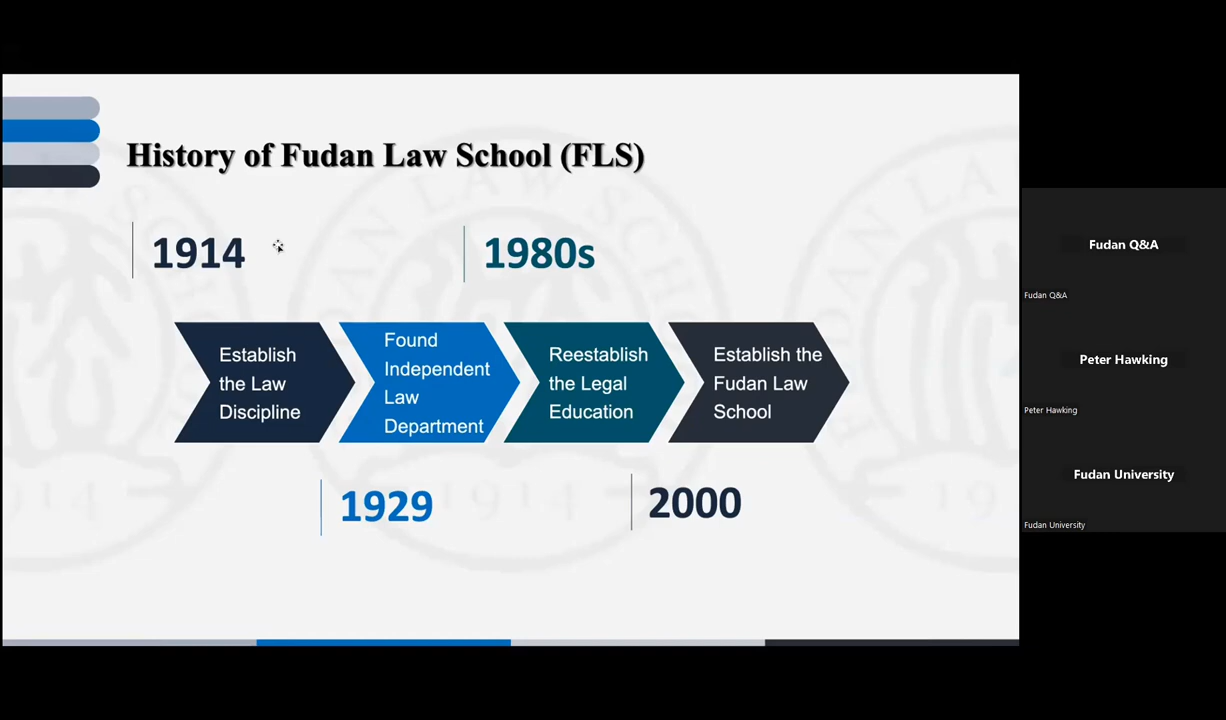 History of Fudan Law School (FLS)
1914
1980s
Establish
the Law
Discipline
Found
Independent
Law
Department
Reestablish
the Legal
Education
Establish the
Fudan Law
School
1929
2000
Fudan Q&A
Fudan Q&A
Peter Hawking
Peter Hawking
Fudan University
Fudan University